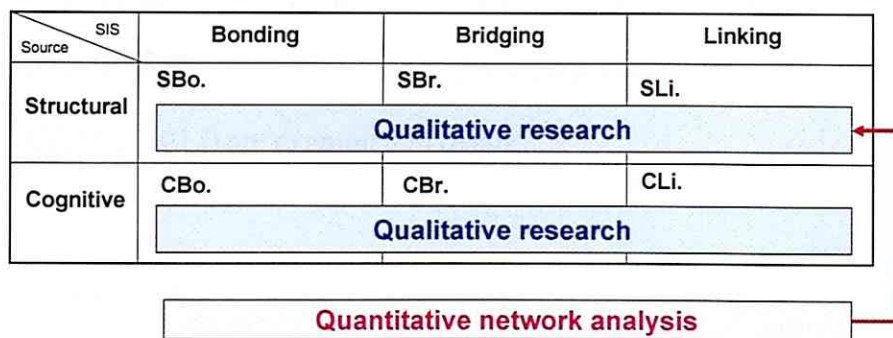 SIS
Source
Bonding
Bridging
Linking
Structural
SBo.
SBr.
SLi.
Qualitative research
Cognitive
CBo.
CBr.
CLi.
Qualitative research
Quantitative network analysis